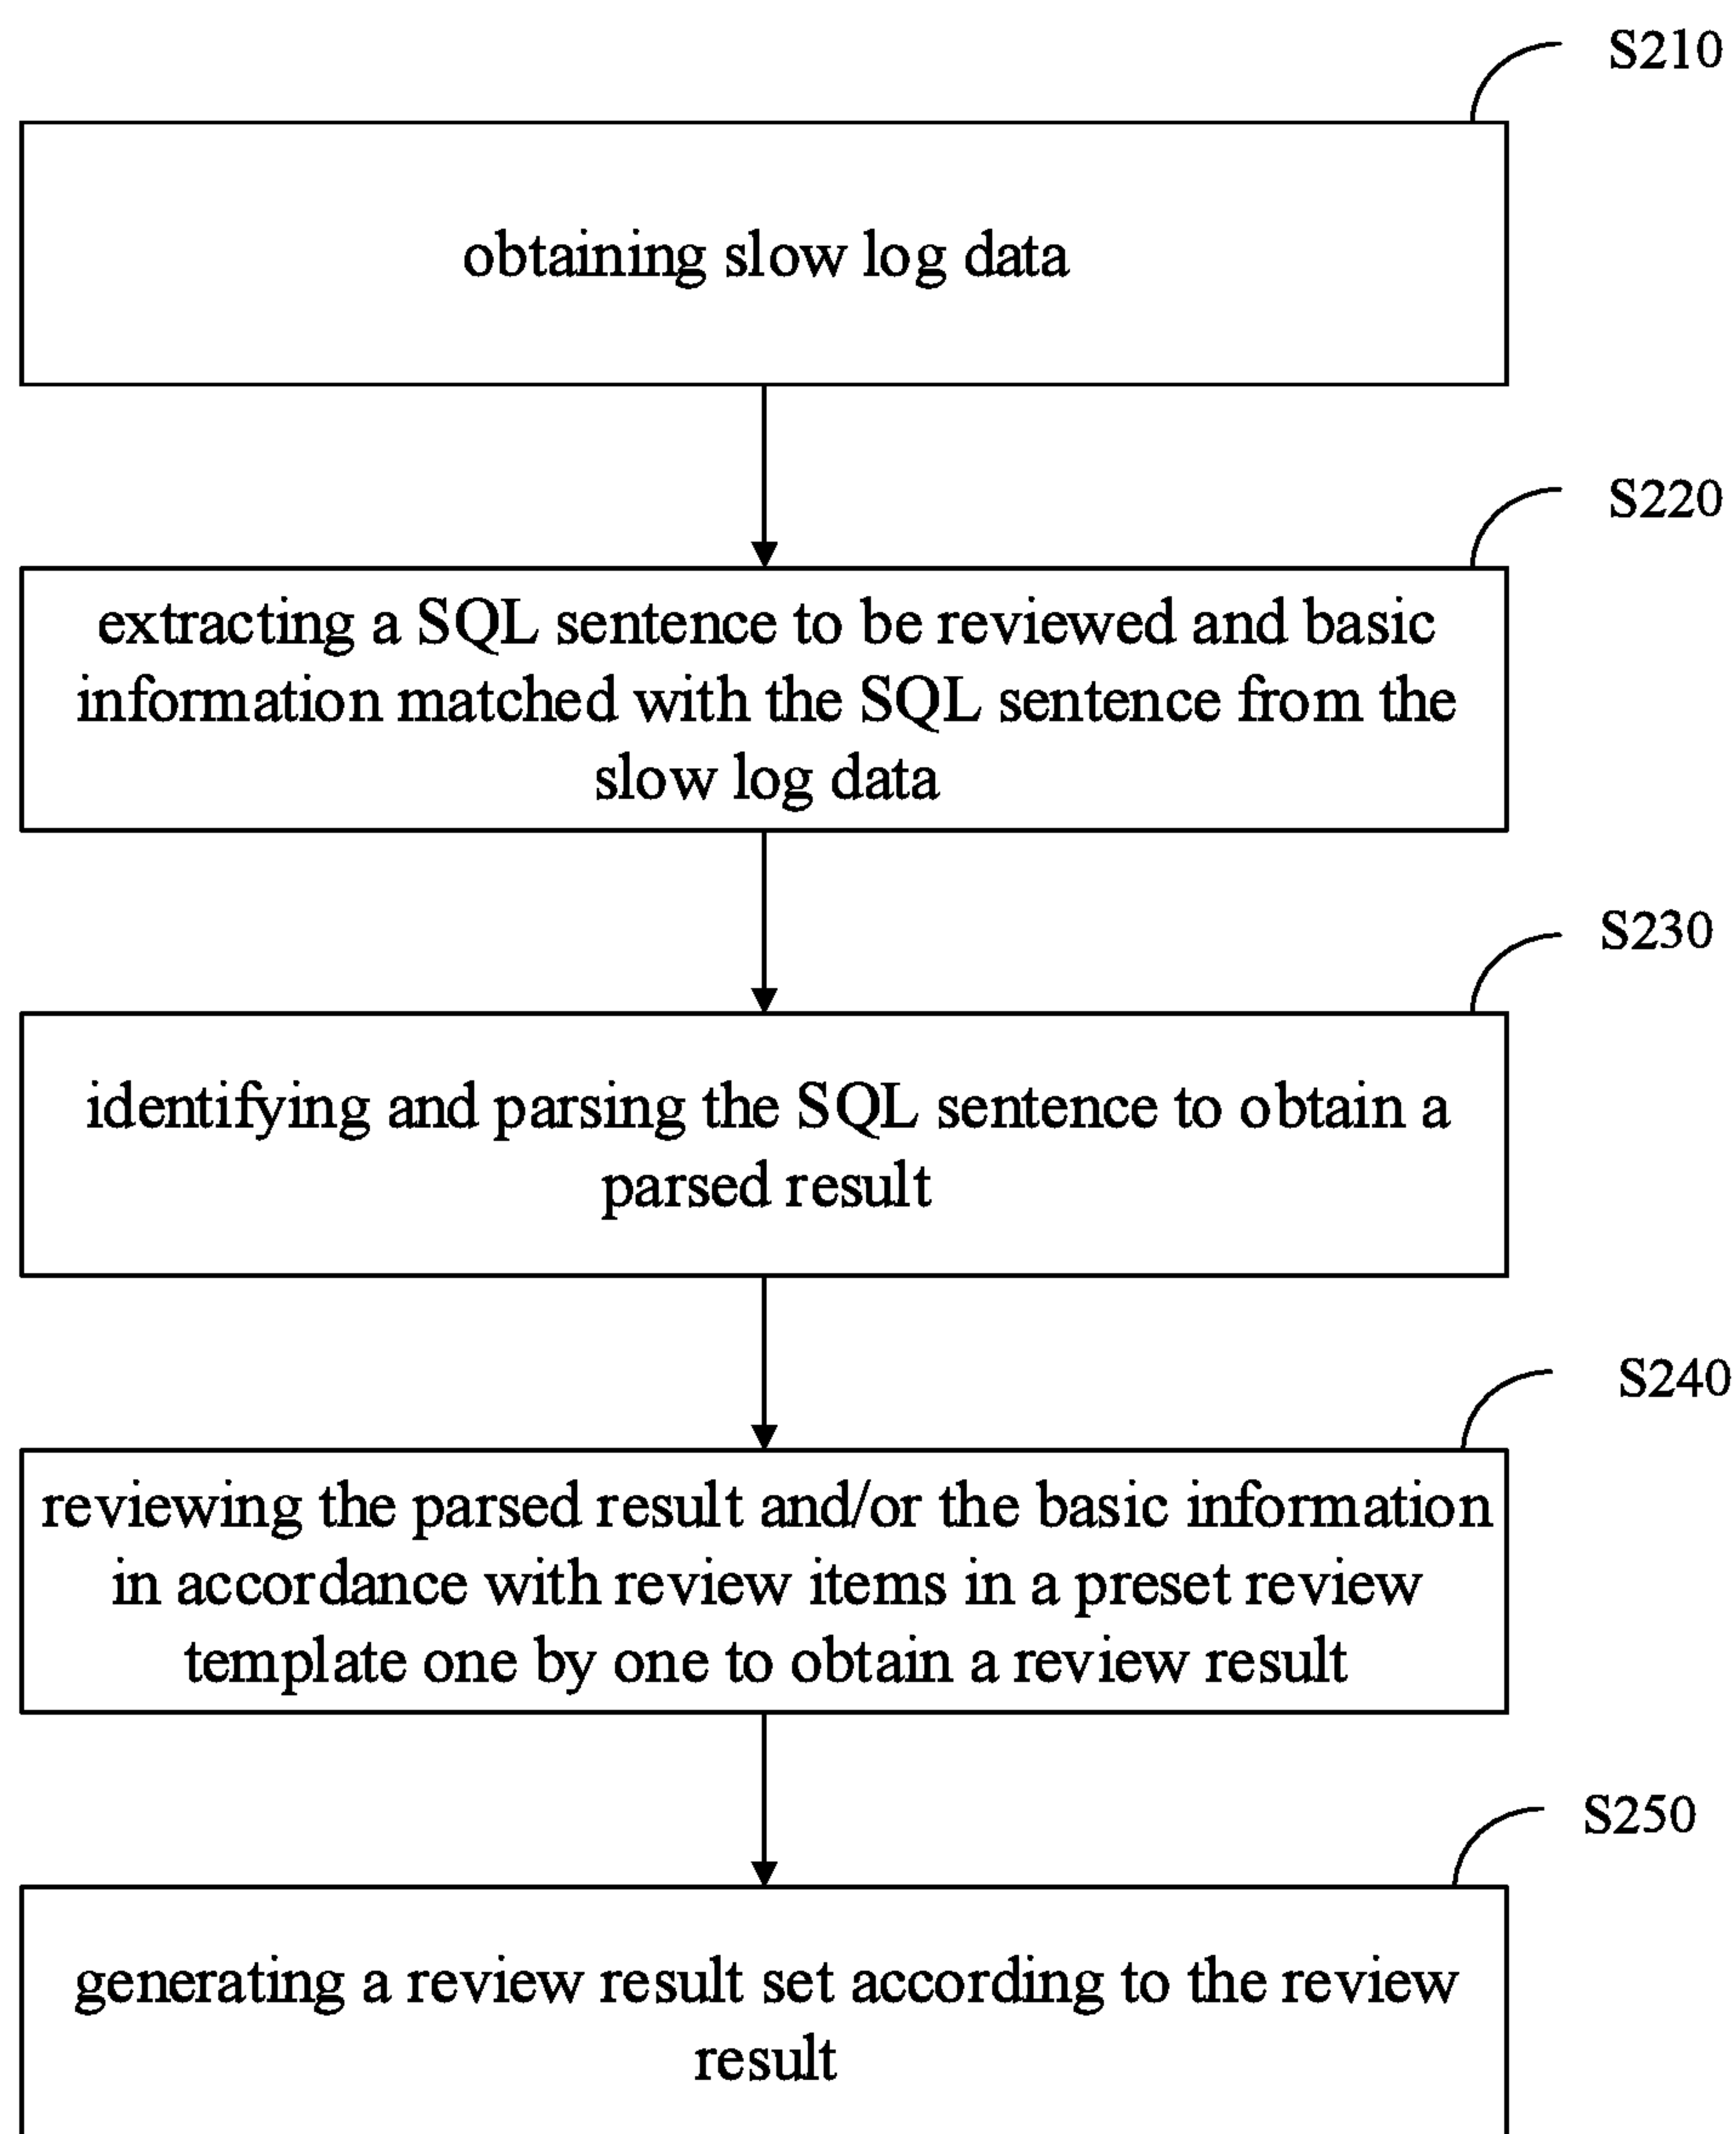 S210
obtaining slow log data
S220
extracting a SQL sentence to be reviewed and basic
information matched with the SQL sentence from the
slow log data
S230
identifying and parsing the SQL sentence to obtain a
parsed result
S240
reviewing the parsed result and/or the basic information
in accordance with review items in a preset review
template one by one to obtain a review result
S250
generating a review result set according to the review
result